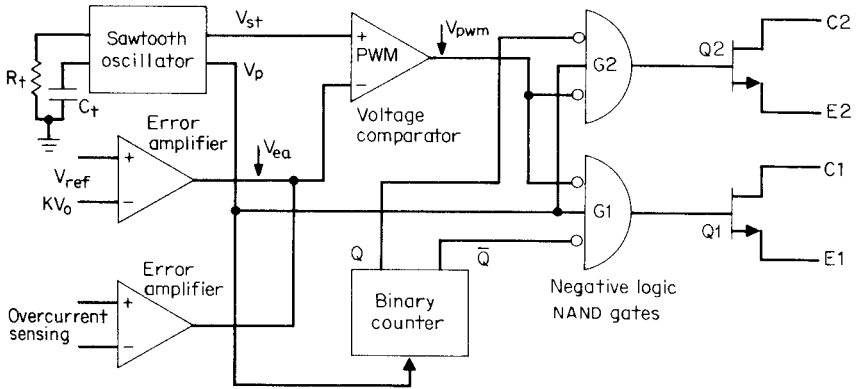 V_st
V_pwm
C2
Sawtooth
oscillator
+
PWM
−
G2
Q2
R_t
V_p
C_t
Voltage
comparator
E2
Error
amplifier
V_ea
+
−
V_ref
KV_o
C1
G1
Q1
Q
Q̅
E1
Error
amplifier
Binary
counter
Negative logic
NAND gates
+
−
Overcurrent
sensing